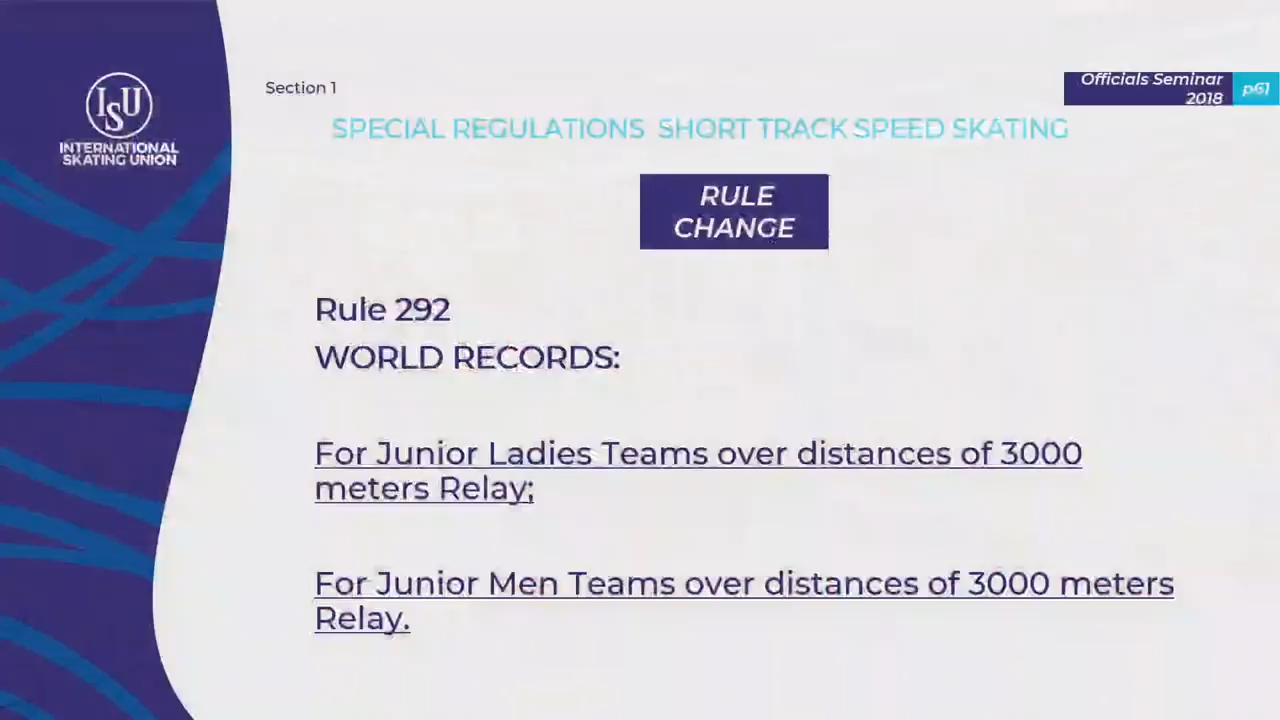 ISU
INTERNATIONAL
SKATING UNION
Section 1
Officials Seminar
2018
p61
SPECIAL REGULATIONS SHORT TRACK SPEED SKATING
RULE
CHANGE
Rule 292
WORLD RECORDS:
For Junior Ladies Teams over distances of 3000
meters Relay;
For Junior Men Teams over distances of 3000 meters
Relay.